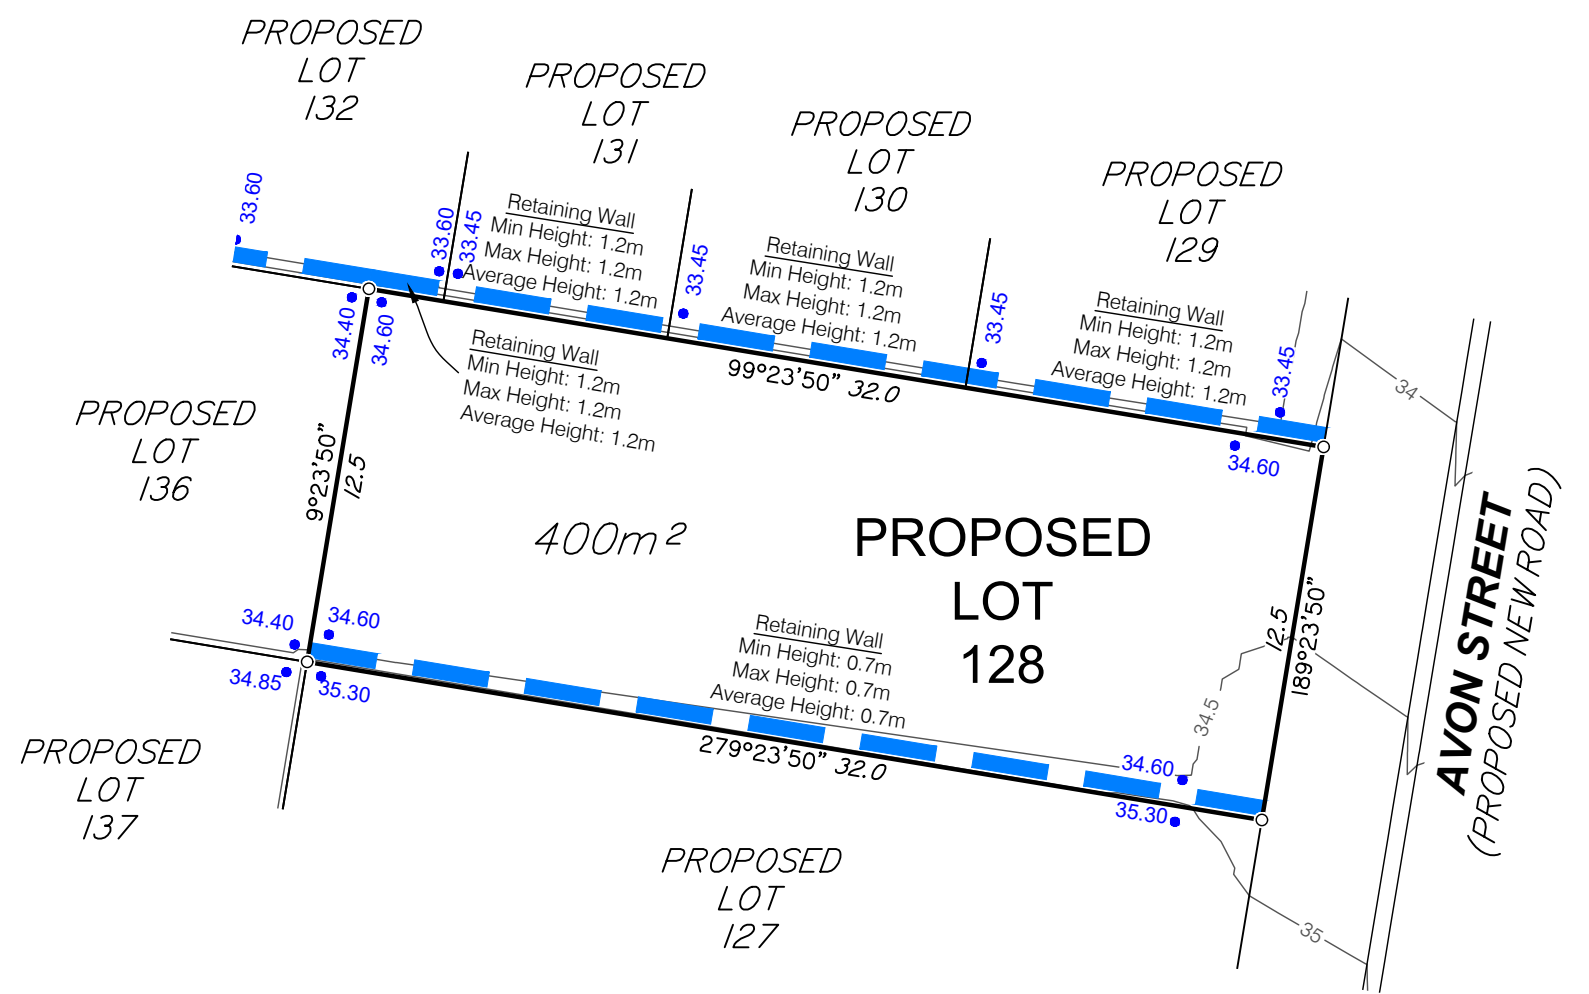 PROPOSED
LOT
132
PROPOSED
LOT
131
PROPOSED
LOT
130
PROPOSED
LOT
129
33.60
33.60
33.45
Retaining Wall
Min Height: 1.2m
Max Height: 1.2m
Average Height: 1.2m
33.45
Retaining Wall
Min Height: 1.2m
Max Height: 1.2m
Average Height: 1.2m
33.45
Retaining Wall
Min Height: 1.2m
Max Height: 1.2m
Average Height: 1.2m
33.45
34
34.40
34.60
Retaining Wall
Min Height: 1.2m
Max Height: 1.2m
Average Height: 1.2m
99°23'50" 32.0
34.60
PROPOSED
LOT
136
9°23'50"
12.5
400m²
PROPOSED
LOT
128
12.5
189°23'50"
AVON STREET
(PROPOSED NEW ROAD)
34.40
34.60
34.85
35.30
Retaining Wall
Min Height: 0.7m
Max Height: 0.7m
Average Height: 0.7m
279°23'50" 32.0
34.5
34.60
35.30
PROPOSED
LOT
137
PROPOSED
LOT
127
35